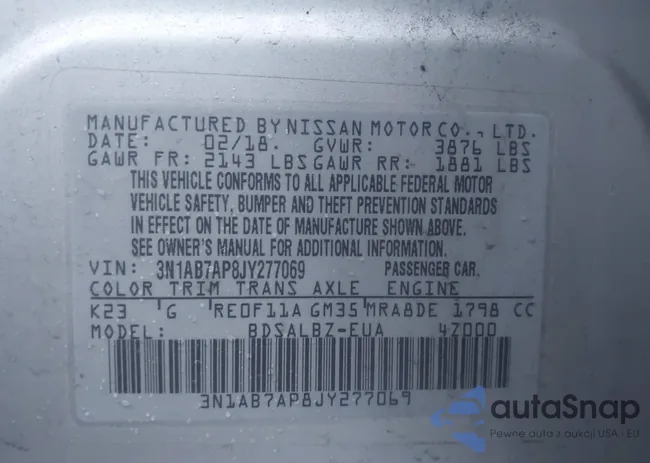 MANUFACTURED BY NISSAN MOTOR CO., LTD.
DATE: 02/18. GVWR: 3876 LBS
GAWR FR: 2143 LBS GAWR RR: 1881 LBS
THIS VEHICLE CONFORMS TO ALL APPLICABLE FEDERAL MOTOR
VEHICLE SAFETY, BUMPER AND THEFT PREVENTION STANDARDS
IN EFFECT ON THE DATE OF MANUFACTURE SHOWN ABOVE.
SEE OWNER'S MANUAL FOR ADDITIONAL INFORMATION.
VIN: 3N1AB7AP8JY277069 PASSENGER CAR.
COLOR TRIM TRANS AXLE ENGINE
K23 G RE0F11A GM35 MRA8DE 1798 CC
MODEL: BDSALBZ-EUA 4Z000
3N1AB7AP8JY277069
autoSnap
Pewne auta z aukcji USA - EU